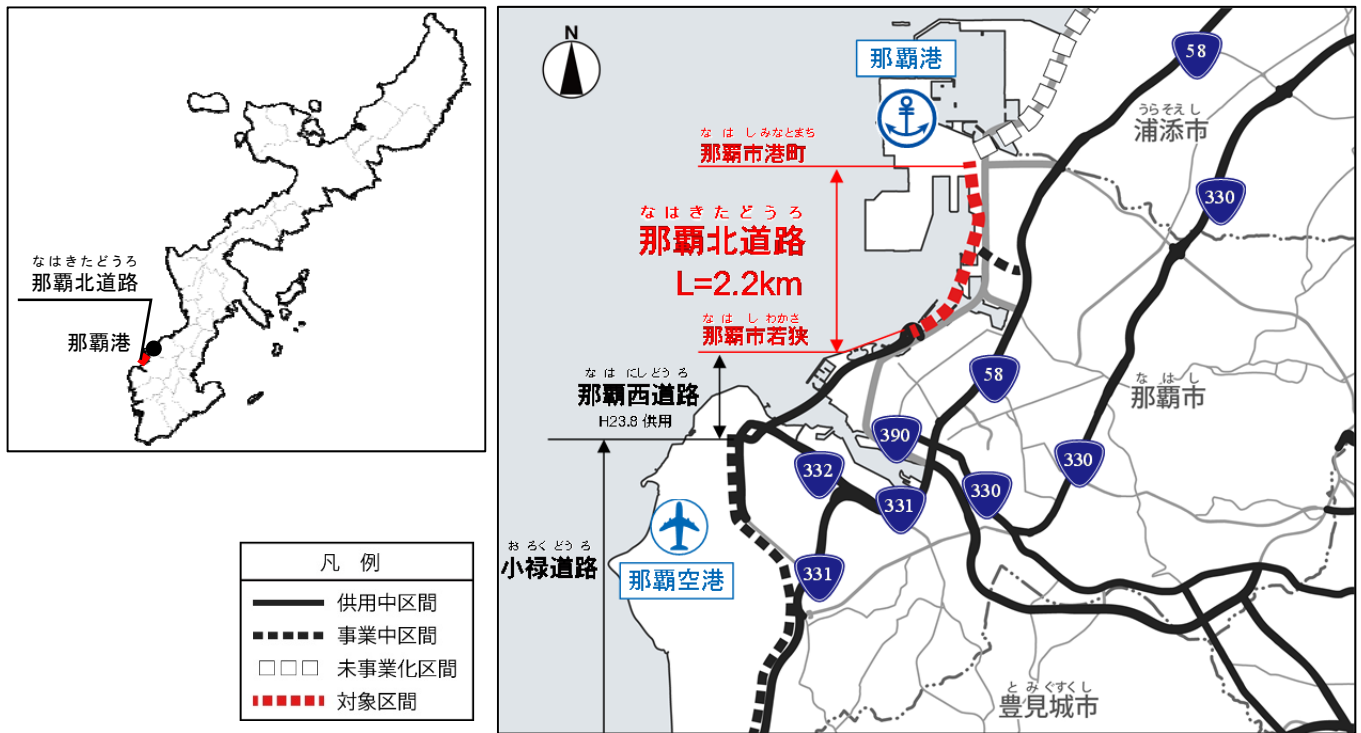 なはきたどうろ
那覇北道路
那覇港
凡 例
供用中区間
事業中区間
未事業化区間
対象区間
N
那覇港
58
うらそえし
浦添市
なはしみなとまち
那覇市港町
330
なはきたどうろ
那覇北道路
L=2.2km
なはしわかさ
那覇市若狭
なはにしどうろ
那覇西道路
H23.8 供用
58
なはし
那覇市
390
332
330
330
331
おろくどうろ
小禄道路
那覇空港
331
とみぐすくし
豊見城市